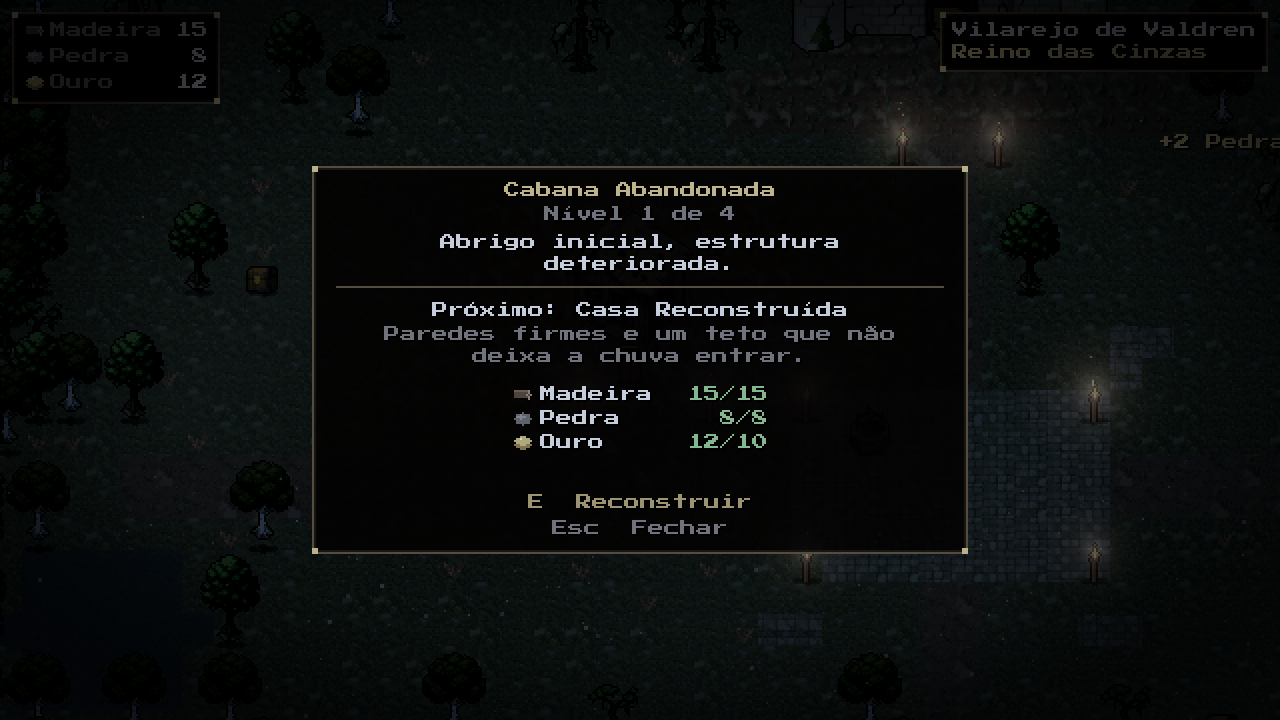 Madeira 15
Pedra 8
Ouro 12
Vilarejo de Valdren
Reino das Cinzas
+2 Pedra
Cabana Abandonada
Nível 1 de 4
Abrigo inicial, estrutura
deteriorada.
Próximo: Casa Reconstruída
Paredes firmes e um teto que não
deixa a chuva entrar.
Madeira 15/15
Pedra 8/8
Ouro 12/10
E Reconstruir
Esc Fechar